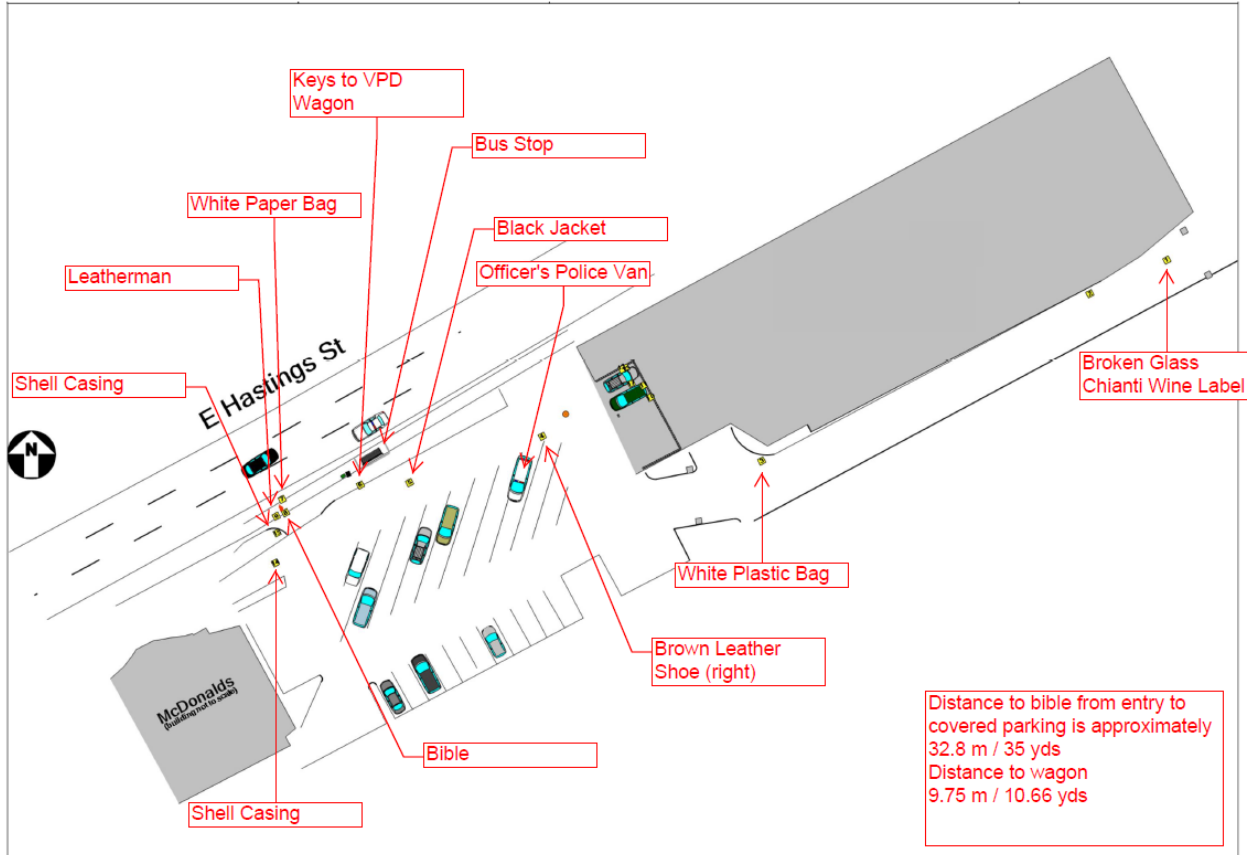 Keys to VPD
Wagon
Bus Stop
White Paper Bag
Black Jacket
Leatherman
Officer's Police Van
E Hastings St
Shell Casing
Broken Glass
Chianti Wine Label
N
White Plastic Bag
Brown Leather
Shoe (right)
McDonalds
(building not to scale)
Bible
Shell Casing
Distance to bible from entry to
covered parking is approximately
32.8 m / 35 yds
Distance to wagon
9.75 m / 10.66 yds